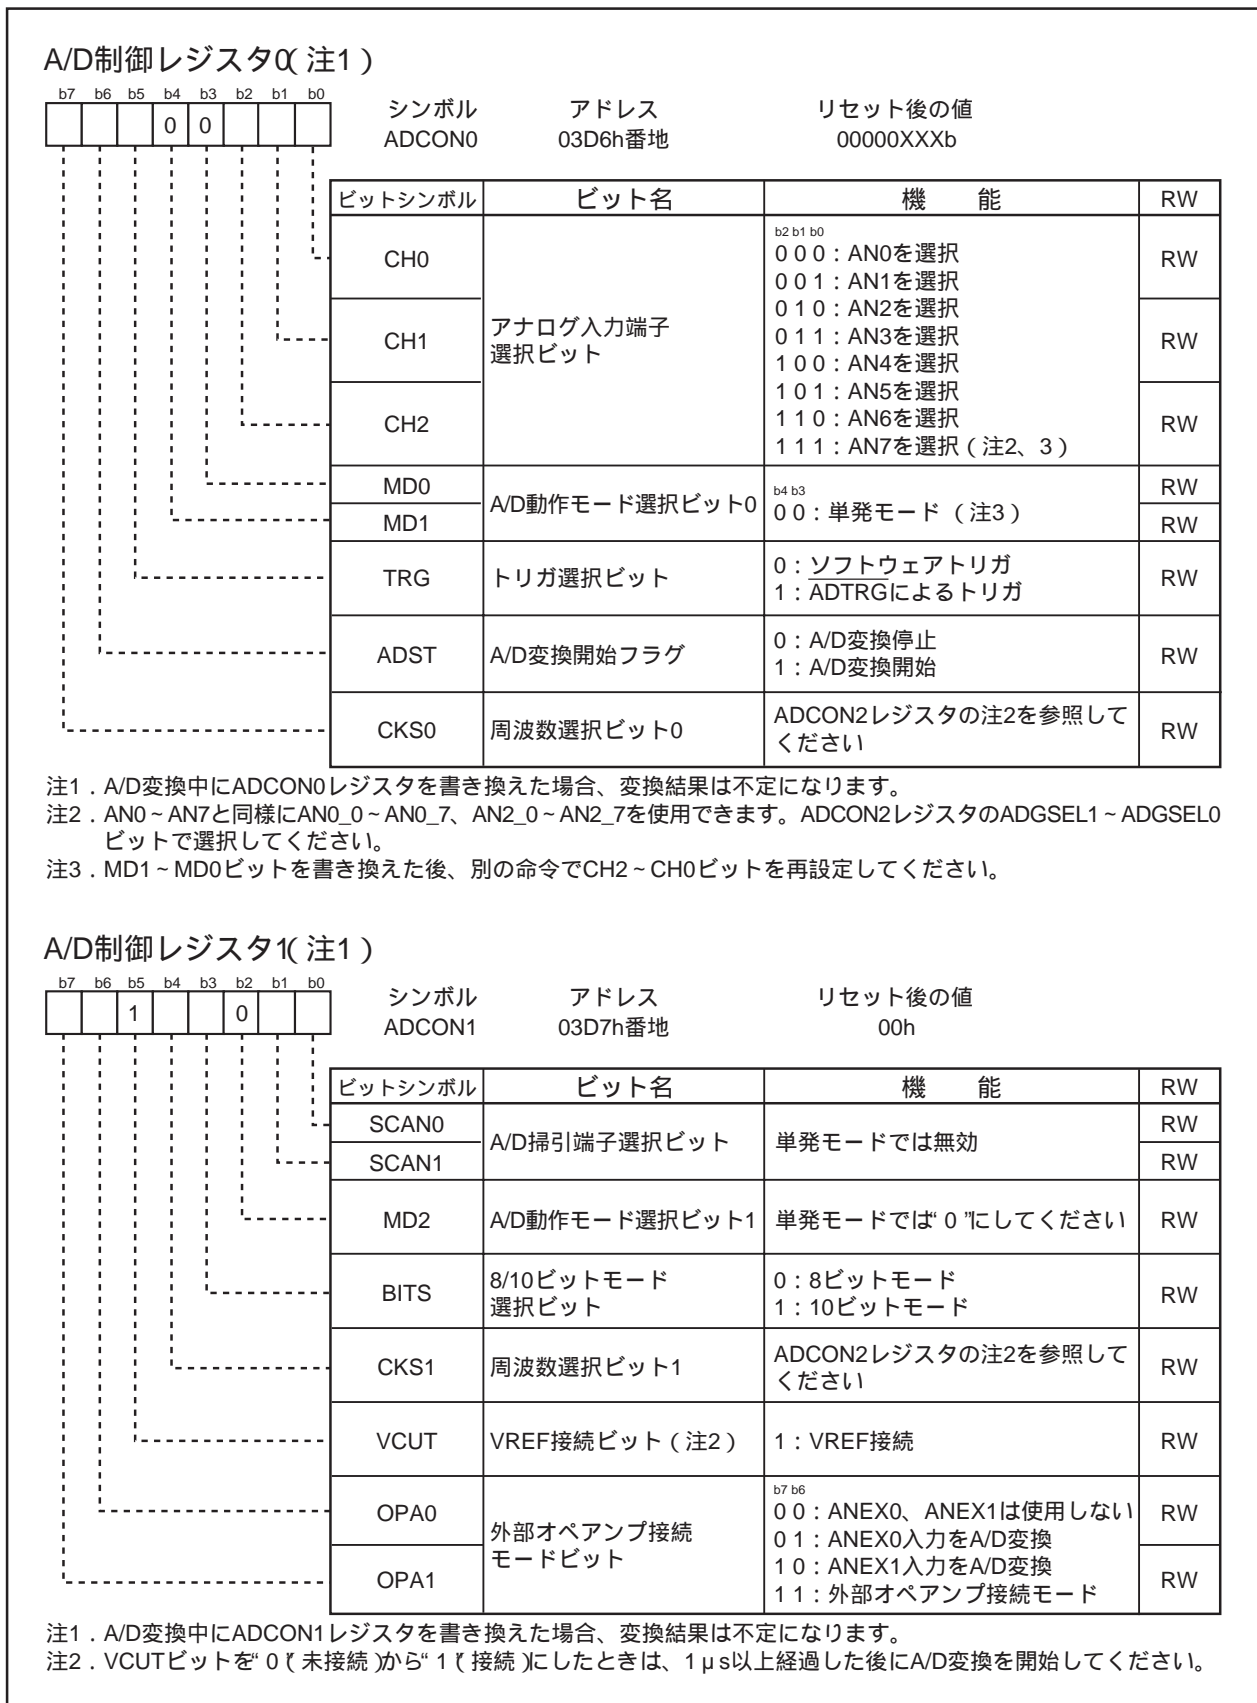 A/D制御レジスタ0(注1)
b7 b6 b5 b4 b3 b2 b1 b0
0 0
シンボル アドレス リセット後の値
ADCON0 03D6h番地 00000XXXb
ビットシンボル ビット名 機 能 RW
CH0 RW
CH1 RW
CH2 RW
アナログ入力端子
選択ビット
b2 b1 b0
0 0 0:AN0を選択
0 0 1:AN1を選択
0 1 0:AN2を選択
0 1 1:AN3を選択
1 0 0:AN4を選択
1 0 1:AN5を選択
1 1 0:AN6を選択
1 1 1:AN7を選択(注2、3)
MD0 RW
MD1 RW
A/D動作モード選択ビット0
b4 b3
0 0:単発モード (注3)
TRG トリガ選択ビット RW
0:ソフトウェアトリガ
1:ADTRGによるトリガ
ADST A/D変換開始フラグ RW
0:A/D変換停止
1:A/D変換開始
CKS0 周波数選択ビット0 RW
ADCON2レジスタの注2を参照して
ください
注1.A/D変換中にADCON0レジスタを書き換えた場合、変換結果は不定になります。
注2.AN0~AN7と同様にAN0_0~AN0_7、AN2_0~AN2_7を使用できます。ADCON2レジスタのADGSEL1~ADGSEL0
ビットで選択してください。
注3.MD1~MD0ビットを書き換えた後、別の命令でCH2~CH0ビットを再設定してください。
A/D制御レジスタ1(注1)
b7 b6 b5 b4 b3 b2 b1 b0
1 0
シンボル アドレス リセット後の値
ADCON1 03D7h番地 00h
ビットシンボル ビット名 機 能 RW
SCAN0 RW
SCAN1 RW
A/D掃引端子選択ビット 単発モードでは無効
MD2 A/D動作モード選択ビット1 単発モードでは“0”にしてください RW
BITS RW
8/10ビットモード
選択ビット
0:8ビットモード
1:10ビットモード
CKS1 周波数選択ビット1 RW
ADCON2レジスタの注2を参照して
ください
VCUT VREF接続ビット(注2) 1:VREF接続 RW
OPA0 RW
OPA1 RW
外部オペアンプ接続
モードビット
b7 b6
0 0:ANEX0、ANEX1は使用しない
0 1:ANEX0入力をA/D変換
1 0:ANEX1入力をA/D変換
1 1:外部オペアンプ接続モード
注1.A/D変換中にADCON1レジスタを書き換えた場合、変換結果は不定になります。
注2.VCUTビットを“0”(未接続)から“1”(接続)にしたときは、1μs以上経過した後にA/D変換を開始してください。